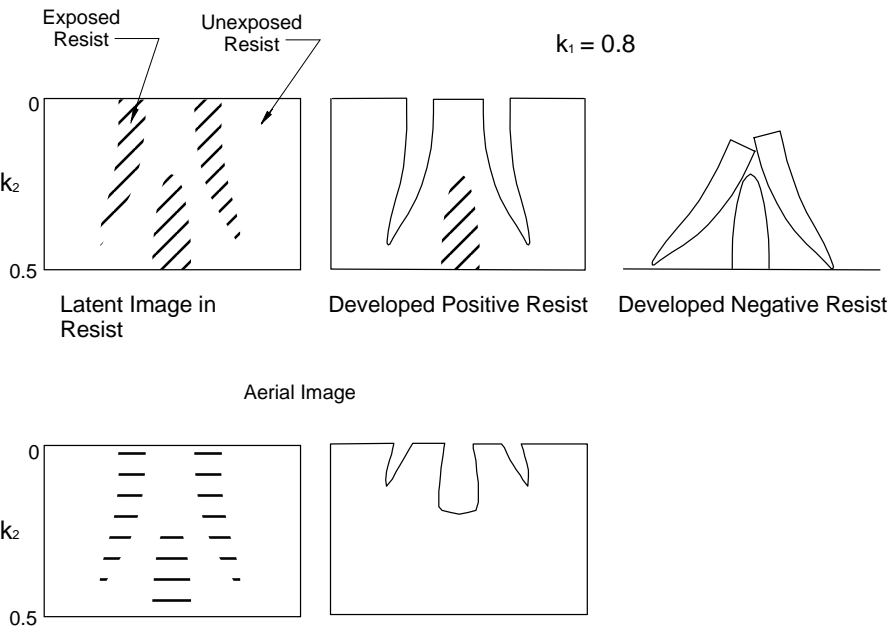 Exposed
Resist
Unexposed
Resist
k₁ = 0.8
0
k₂
0.5
Latent Image in
Resist
Developed Positive Resist
Developed Negative Resist
Aerial Image
0
k₂
0.5